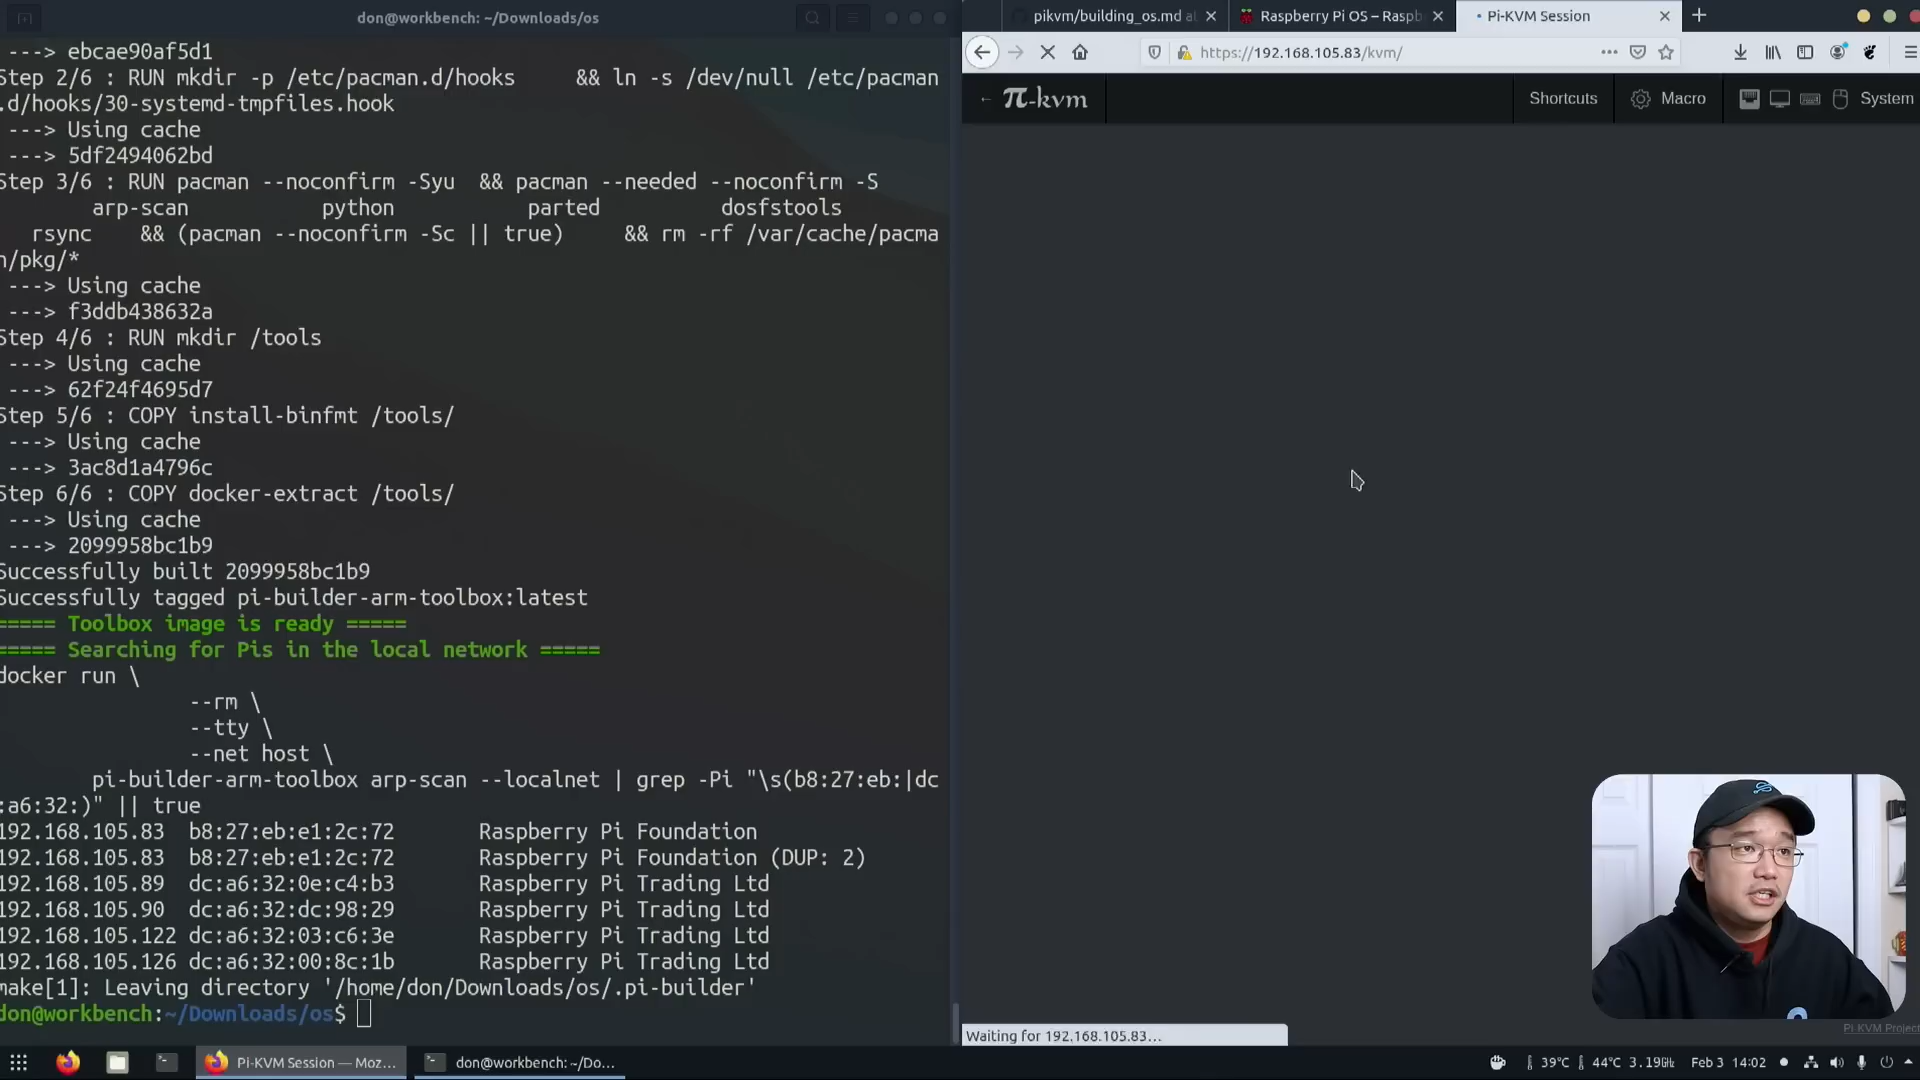 don@workbench: ~/Downloads/os
---> ebcae90af5d1
Step 2/6 : RUN mkdir -p /etc/pacman.d/hooks     && ln -s /dev/null /etc/pacman
.d/hooks/30-systemd-tmpfiles.hook
---> Using cache
---> 5df2494062bd
Step 3/6 : RUN pacman --noconfirm -Syu  && pacman --needed --noconfirm -S
arp-scan           python           parted          dosfstools
rsync    && (pacman --noconfirm -Sc || true)     && rm -rf /var/cache/pacma
n/pkg/*
---> Using cache
---> f3ddb438632a
Step 4/6 : RUN mkdir /tools
---> Using cache
---> 62f24f4695d7
Step 5/6 : COPY install-binfmt /tools/
---> Using cache
---> 3ac8d1a4796c
Step 6/6 : COPY docker-extract /tools/
---> Using cache
---> 2099958bc1b9
Successfully built 2099958bc1b9
Successfully tagged pi-builder-arm-toolbox:latest
===== Toolbox image is ready =====
===== Searching for Pis in the local network =====
docker run \
--rm \
--tty \
--net host \
pi-builder-arm-toolbox arp-scan --localnet | grep -Pi "\s(b8:27:eb:|dc
:a6:32:)" || true
192.168.105.83  b8:27:eb:e1:2c:72       Raspberry Pi Foundation
192.168.105.83  b8:27:eb:e1:2c:72       Raspberry Pi Foundation (DUP: 2)
192.168.105.89  dc:a6:32:0e:c4:b3       Raspberry Pi Trading Ltd
192.168.105.90  dc:a6:32:dc:98:29       Raspberry Pi Trading Ltd
192.168.105.122 dc:a6:32:03:c6:3e       Raspberry Pi Trading Ltd
192.168.105.126 dc:a6:32:00:8c:1b       Raspberry Pi Trading Ltd
make[1]: Leaving directory '/home/don/Downloads/os/.pi-builder'
don@workbench:~/Downloads/os$
pikvm/building_os.md a
Raspberry Pi OS – Raspb
Pi-KVM Session
https://192.168.105.83/kvm/
← π-kvm
Shortcuts
Macro
System
Pi-KVM Project
Waiting for 192.168.105.83...
Pi-KVM Session — Moz...
don@workbench: ~/Do...
39°C
44°C
3.19GHz
Feb 3 14:02